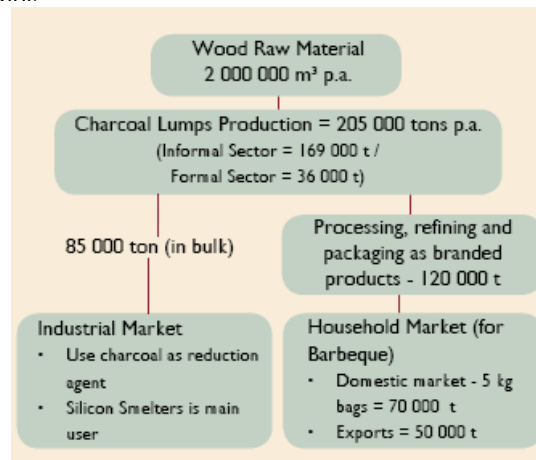 Wood Raw Material
2 000 000 m³ p.a.
Charcoal Lumps Production = 205 000 tons p.a.
(Informal Sector = 169 000 t /
Formal Sector = 36 000 t)
85 000 ton (in bulk)
Processing, refining and
packaging as branded
products - 120 000 t
Industrial Market
• Use charcoal as reduction
agent
• Silicon Smelters is main
user
Household Market (for
Barbeque)
• Domestic market - 5 kg
bags = 70 000 t
• Exports = 50 000 t